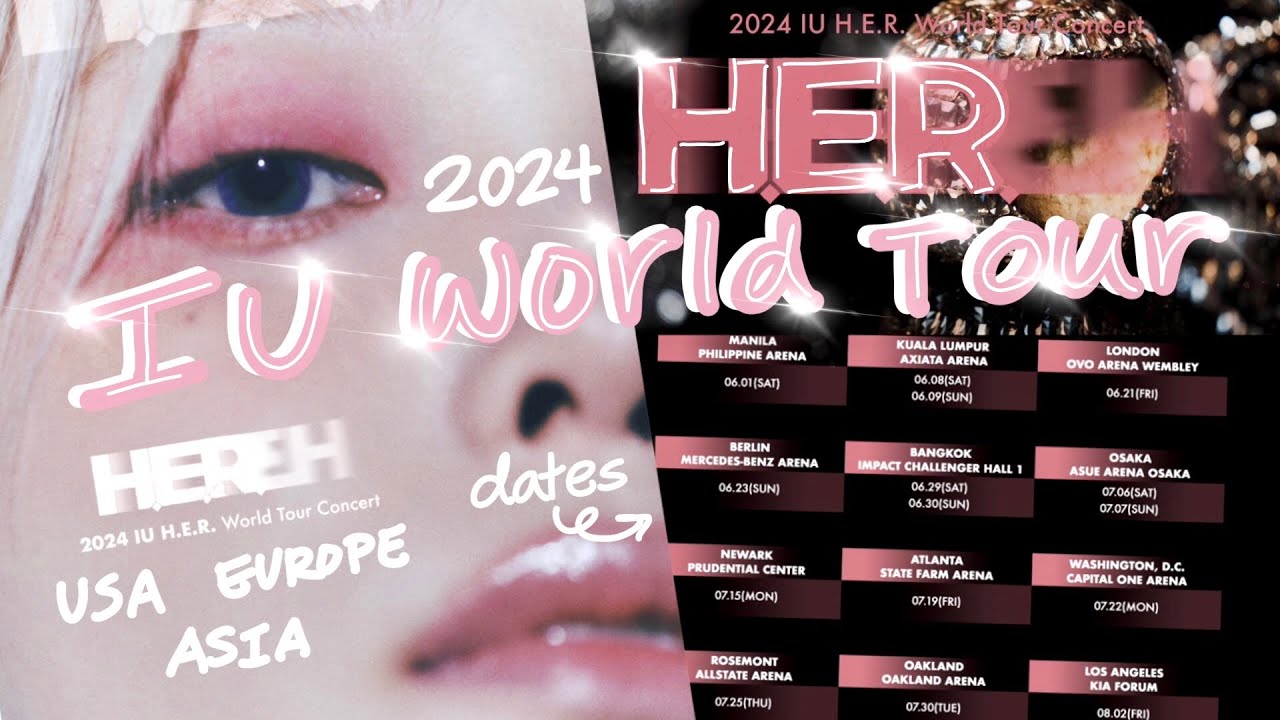 2024 IU H.E.R. World Tour Concert
H.E.R
2024
IU World Tour
H.E.R.EH
2024 IU H.E.R. World Tour Concert
USA EUROPE
ASIA
dates
MANILA
PHILIPPINE ARENA
06.01(SAT)
KUALA LUMPUR
AXIATA ARENA
06.08(SAT)
06.09(SUN)
LONDON
OVO ARENA WEMBLEY
06.21(FRI)
BERLIN
MERCEDES-BENZ ARENA
06.23(SUN)
BANGKOK
IMPACT CHALLENGER HALL 1
06.29(SAT)
06.30(SUN)
OSAKA
ASUE ARENA OSAKA
07.06(SAT)
07.07(SUN)
NEWARK
PRUDENTIAL CENTER
07.15(MON)
ATLANTA
STATE FARM ARENA
07.19(FRI)
WASHINGTON, D.C.
CAPITAL ONE ARENA
07.22(MON)
ROSEMONT
ALLSTATE ARENA
07.25(THU)
OAKLAND
OAKLAND ARENA
07.30(TUE)
LOS ANGELES
KIA FORUM
08.02(FRI)